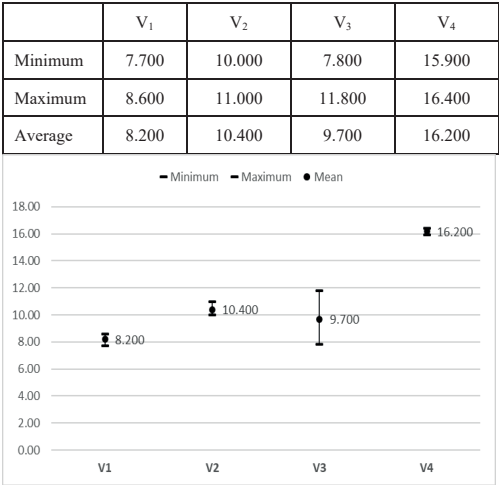 V₁ V₂ V₃ V₄
Minimum 7.700 10.000 7.800 15.900
Maximum 8.600 11.000 11.800 16.400
Average 8.200 10.400 9.700 16.200
Minimum Maximum Mean
18.00
16.00
16.200
14.00
12.00
10.00
10.400
9.700
8.00
8.200
6.00
4.00
2.00
0.00
V1 V2 V3 V4